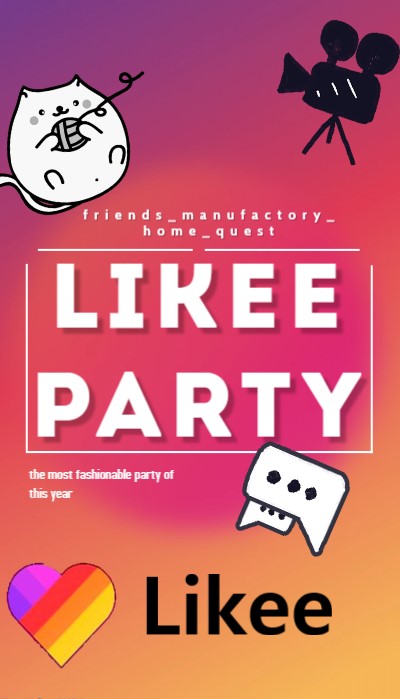 friends_manufactory_
home_quest
LIKEE
PARTY
the most fashionable party of
this year
Likee